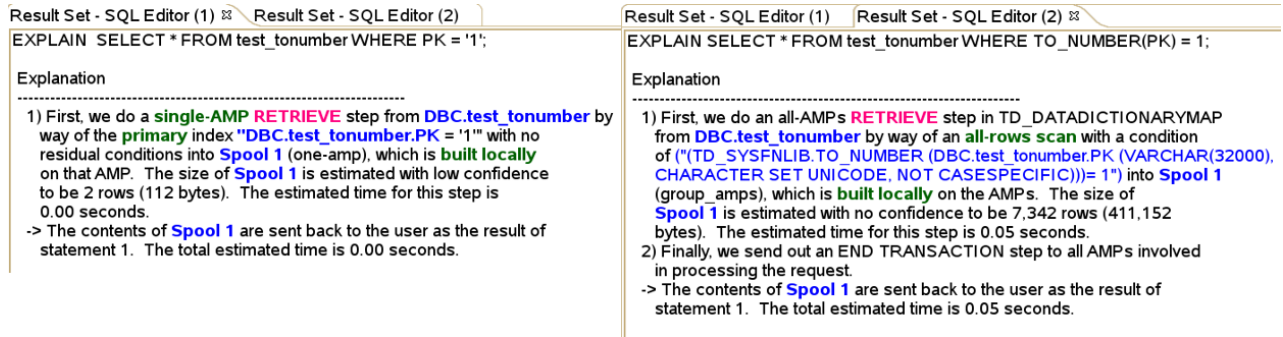 Result Set - SQL Editor (1) Result Set - SQL Editor (2)
EXPLAIN SELECT * FROM test_tonumber WHERE PK = '1';
Explanation
---------------------------------------------------------------------------
1) First, we do a single-AMP RETRIEVE step from DBC.test_tonumber by
way of the primary index "DBC.test_tonumber.PK = '1'" with no
residual conditions into Spool 1 (one-amp), which is built locally
on that AMP. The size of Spool 1 is estimated with low confidence
to be 2 rows (112 bytes). The estimated time for this step is
0.00 seconds.
-> The contents of Spool 1 are sent back to the user as the result of
statement 1. The total estimated time is 0.00 seconds.
Result Set - SQL Editor (1) Result Set - SQL Editor (2)
EXPLAIN SELECT * FROM test_tonumber WHERE TO_NUMBER(PK) = 1;
Explanation
---------------------------------------------------------------------------
1) First, we do an all-AMPs RETRIEVE step in TD_DATADICTIONARYMAP
from DBC.test_tonumber by way of an all-rows scan with a condition
of ("(TD_SYSFNLIB.TO_NUMBER (DBC.test_tonumber.PK (VARCHAR(32000),
CHARACTER SET UNICODE, NOT CASESPECIFIC)))= 1") into Spool 1
(group_amps), which is built locally on the AMPs. The size of
Spool 1 is estimated with no confidence to be 7,342 rows (411,152
bytes). The estimated time for this step is 0.05 seconds.
2) Finally, we send out an END TRANSACTION step to all AMPs involved
in processing the request.
-> The contents of Spool 1 are sent back to the user as the result of
statement 1. The total estimated time is 0.05 seconds.